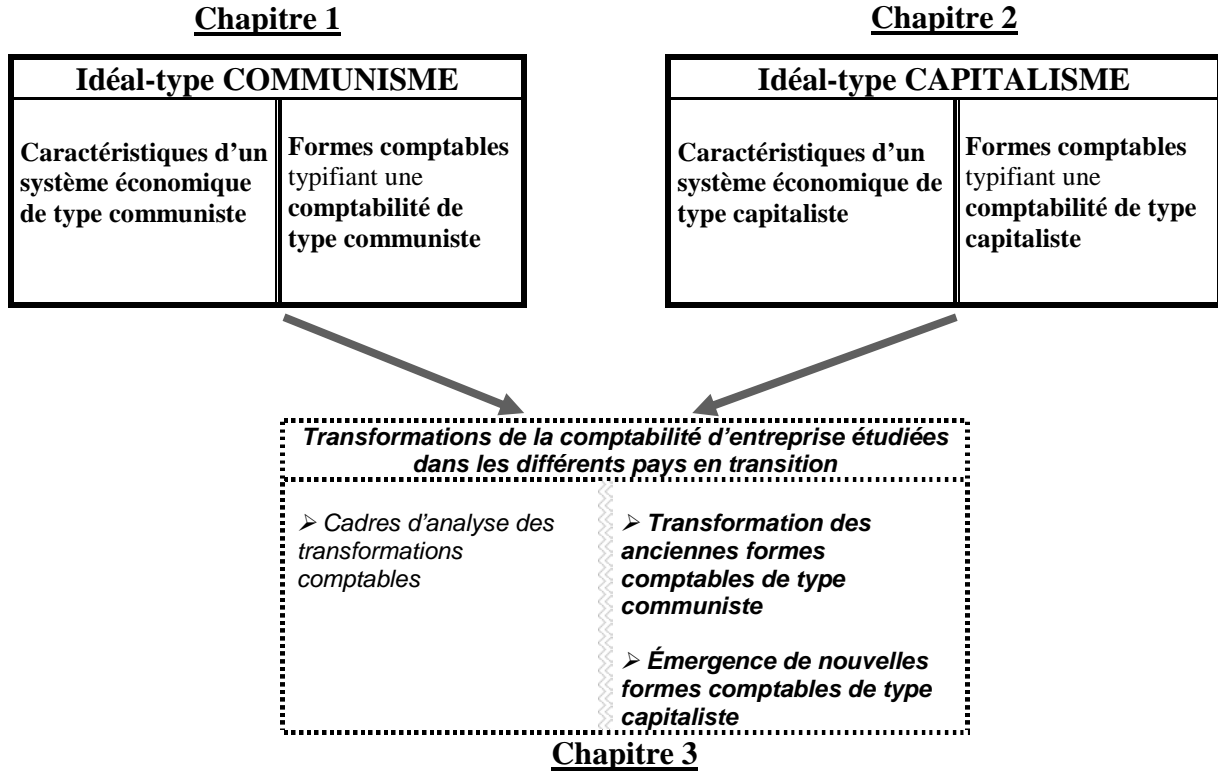 Chapitre 1
Idéal-type COMMUNISME
Caractéristiques d’un
système économique
de type communiste
Formes comptables
typifiant une
comptabilité de
type communiste
Chapitre 2
Idéal-type CAPITALISME
Caractéristiques d’un
système économique de
type capitaliste
Formes comptables
typifiant une
comptabilité de type
capitaliste
Transformations de la comptabilité d’entreprise étudiées
dans les différents pays en transition
➢ Cadres d’analyse des
transformations
comptables
➢ Transformation des
anciennes formes
comptables de type
communiste
➢ Émergence de nouvelles
formes comptables de type
capitaliste
Chapitre 3